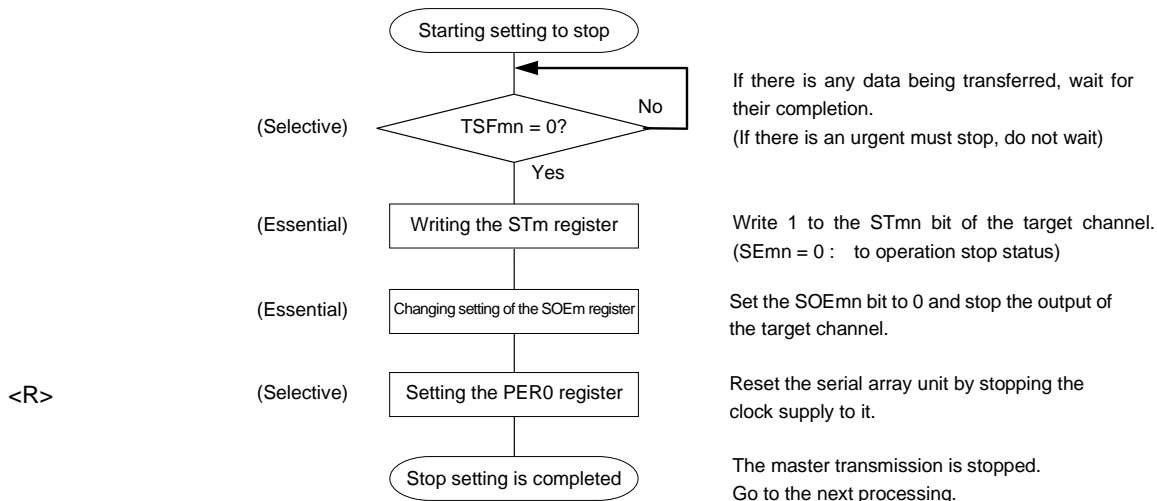 Starting setting to stop
No
If there is any data being transferred, wait for
their completion.
(If there is an urgent must stop, do not wait)
(Selective)
TSFmn = 0?
Yes
(Essential)
Writing the STm register
Write 1 to the STmn bit of the target channel.
(SEmn = 0 : to operation stop status)
(Essential)
Changing setting of the SOEm register
Set the SOEmn bit to 0 and stop the output of
the target channel.
<R>
(Selective)
Setting the PER0 register
Reset the serial array unit by stopping the
clock supply to it.
Stop setting is completed
The master transmission is stopped.
Go to the next processing.